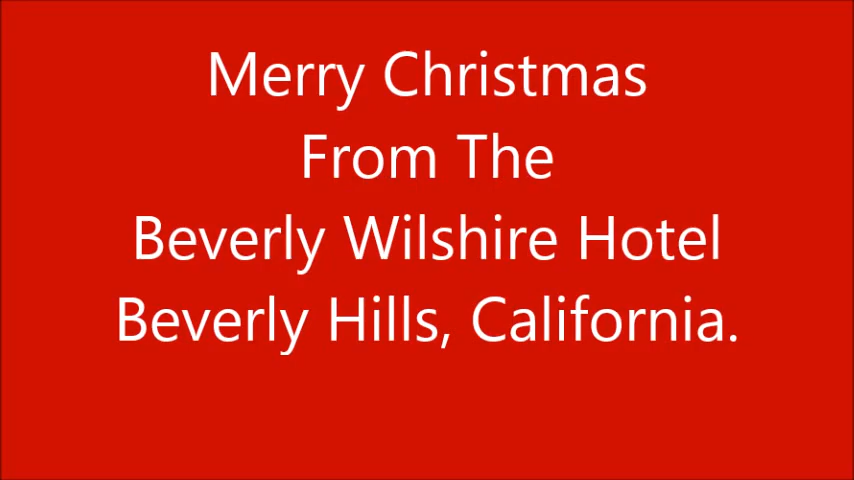 Merry Christmas
From The
Beverly Wilshire Hotel
Beverly Hills, California.